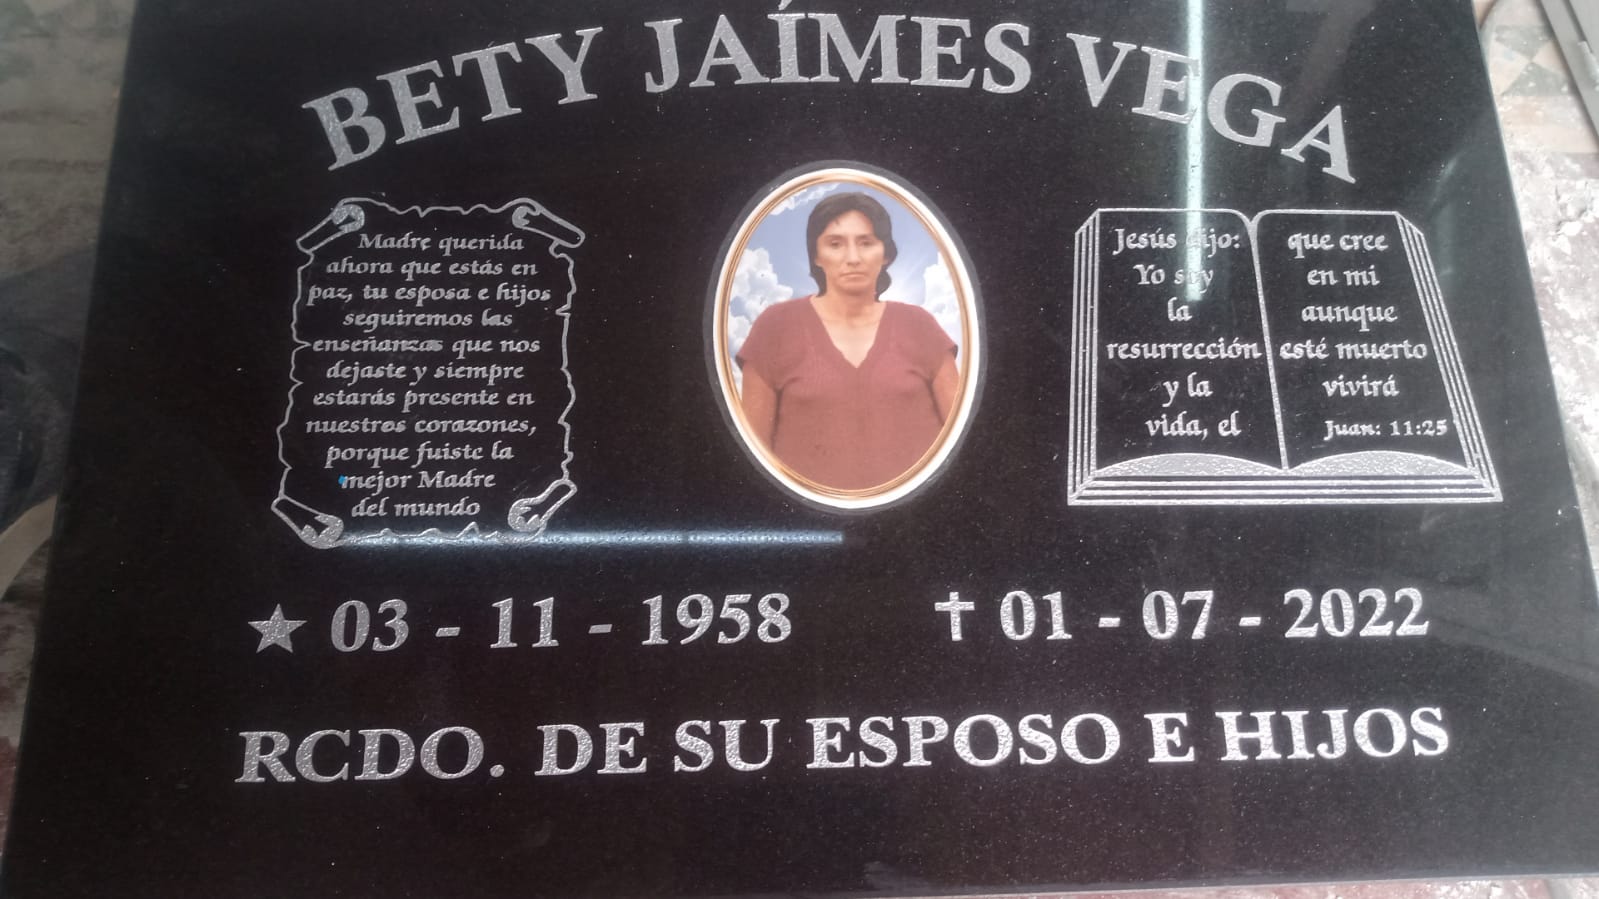 BETY JAÍMES VEGA
Madre querida
ahora que estás en
paz, tu esposa e hijos
seguiremos las
enseñanzas que nos
dejaste y siempre
estarás presente en
nuestros corazones,
porque fuiste la
mejor Madre
del mundo
Jesús dijo:
Yo soy
la
resurrección
y la
vida, el
que cree
en mi
aunque
esté muerto
vivirá
Juan: 11:25
★ 03 - 11 - 1958
✝ 01 - 07 - 2022
RCDO. DE SU ESPOSO E HIJOS